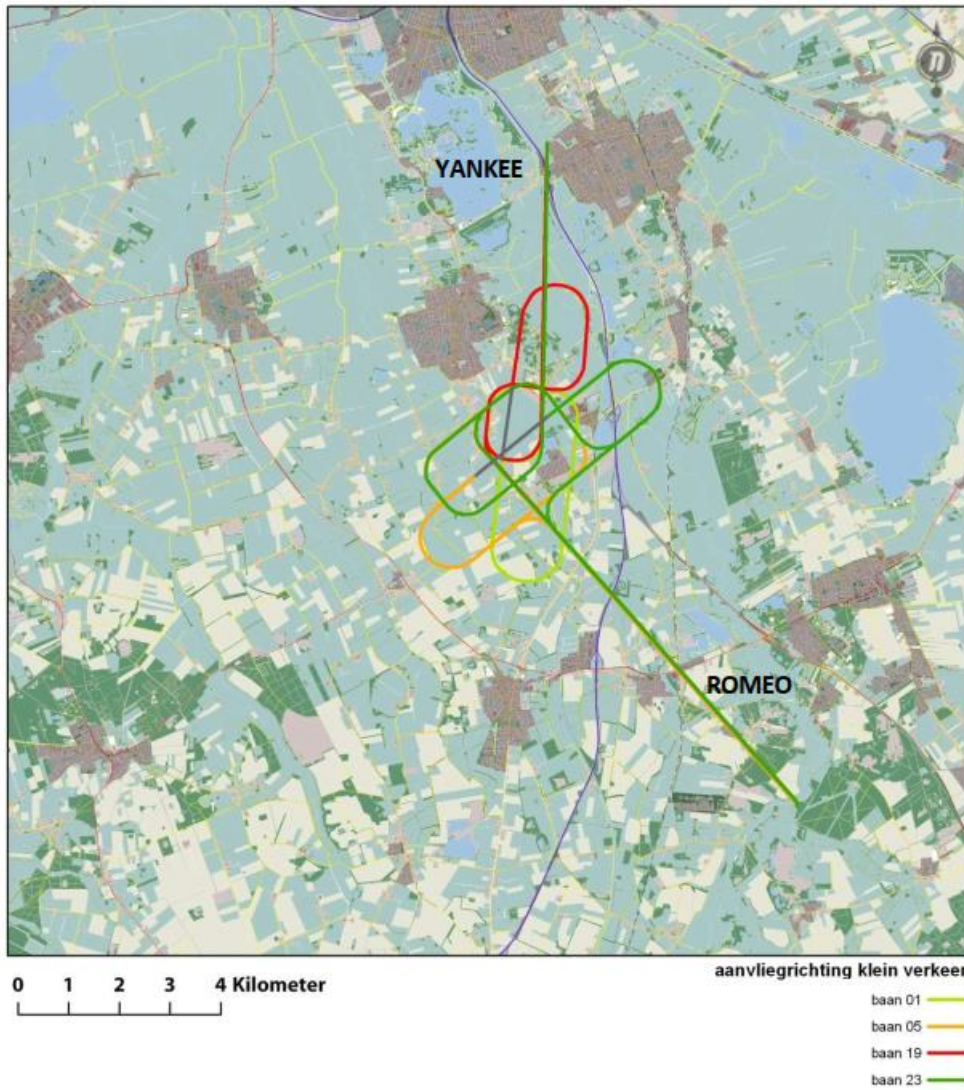 n
YANKEE
ROMEO
0 1 2 3 4 Kilometer
aanvliegrichting klein verkeer
baan 01
baan 05
baan 19
baan 23